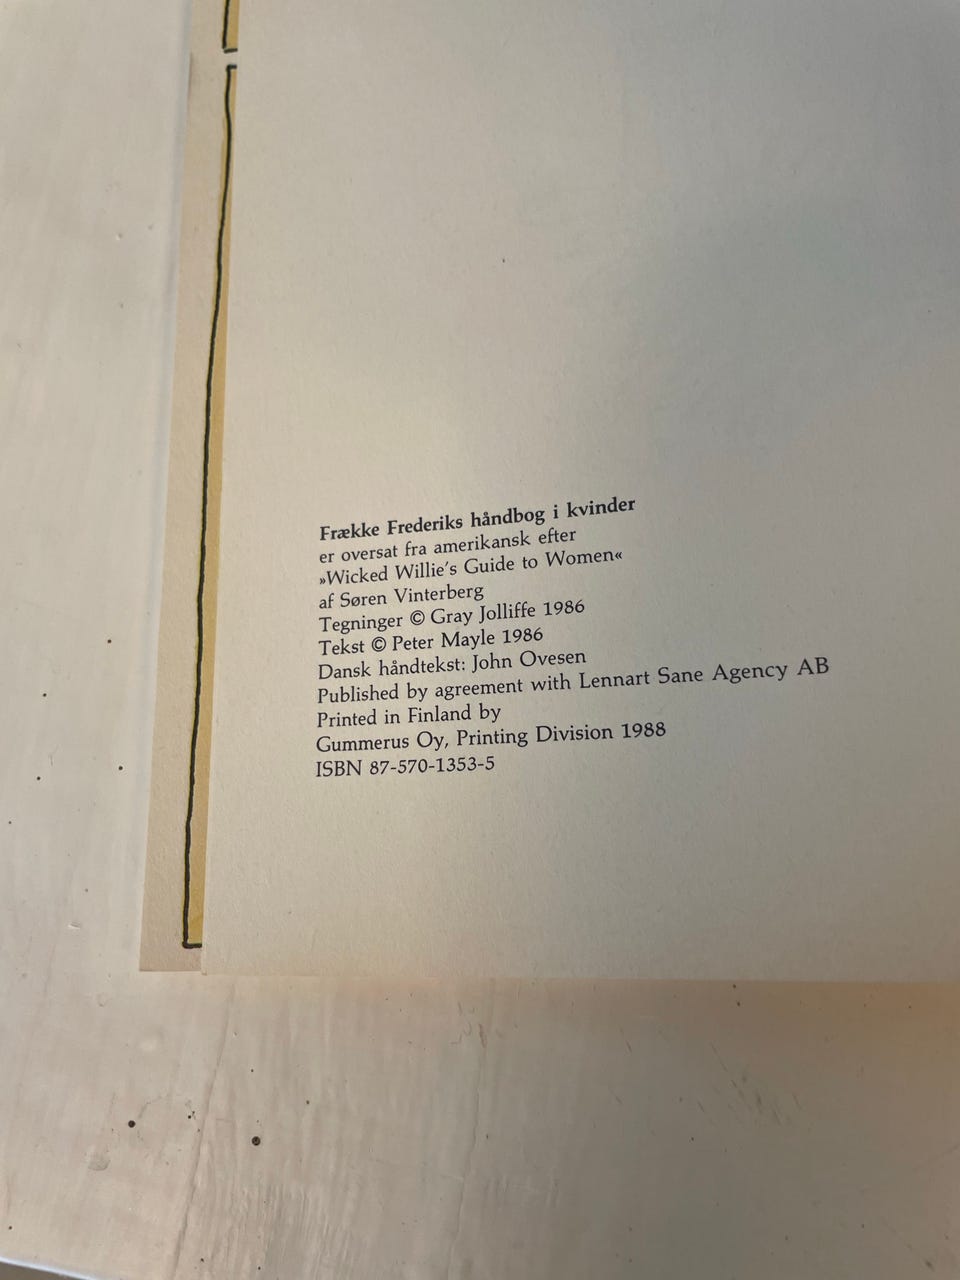 Frække Frederiks håndbog i kvinder
er oversat fra amerikansk efter
»Wicked Willie's Guide to Women«
af Søren Vinterberg
Tegninger © Gray Jolliffe 1986
Tekst © Peter Mayle 1986
Dansk håndtekst: John Ovesen
Published by agreement with Lennart Sane Agency AB
Printed in Finland by
Gummerus Oy, Printing Division 1988
ISBN 87-570-1353-5